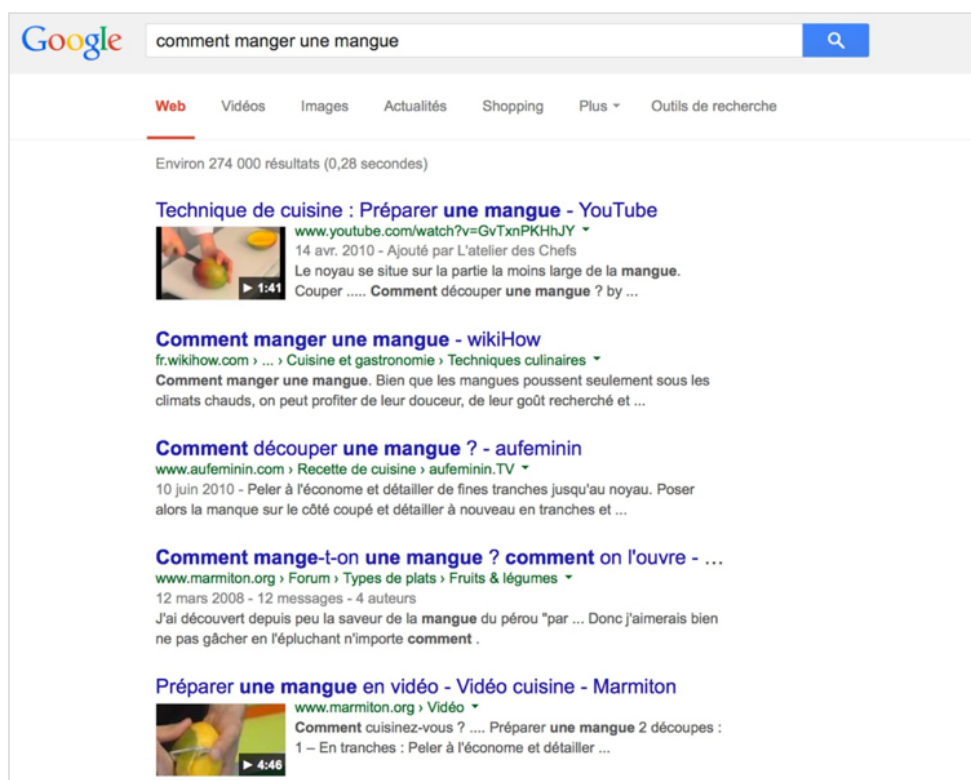 Google comment manger une mangue
Web Vidéos Images Actualités Shopping Plus Outils de recherche
Environ 274 000 résultats (0,28 secondes)
Technique de cuisine : Préparer une mangue - YouTube
www.youtube.com/watch?v=GvTxnPKHhJY
14 avr. 2010 - Ajouté par L'atelier des Chefs
Le noyau se situe sur la partie la moins large de la mangue.
Couper ..... Comment découper une mangue ? by ...
1:41
Comment manger une mangue - wikiHow
fr.wikihow.com › ... › Cuisine et gastronomie › Techniques culinaires
Comment manger une mangue. Bien que les mangues poussent seulement sous les
climats chauds, on peut profiter de leur douceur, de leur goût recherché et ...
Comment découper une mangue ? - aufeminin
www.aufeminin.com › Recette de cuisine › aufeminin.TV
10 juin 2010 - Peler à l'économe et détailler de fines tranches jusqu'au noyau. Poser
alors la manque sur le côté coupé et détailler à nouveau en tranches et ...
Comment mange-t-on une mangue ? comment on l'ouvre - ...
www.marmiton.org › Forum › Types de plats › Fruits & légumes
12 mars 2008 - 12 messages - 4 auteurs
J'ai découvert depuis peu la saveur de la mangue du pérou "par ... Donc j'aimerais bien
ne pas gâcher en l'épluchant n'importe comment .
Préparer une mangue en vidéo - Vidéo cuisine - Marmiton
www.marmiton.org › Vidéo
Comment cuisinez-vous ? .... Préparer une mangue 2 découpes :
1 – En tranches : Peler à l'économe et détailler ...
4:46